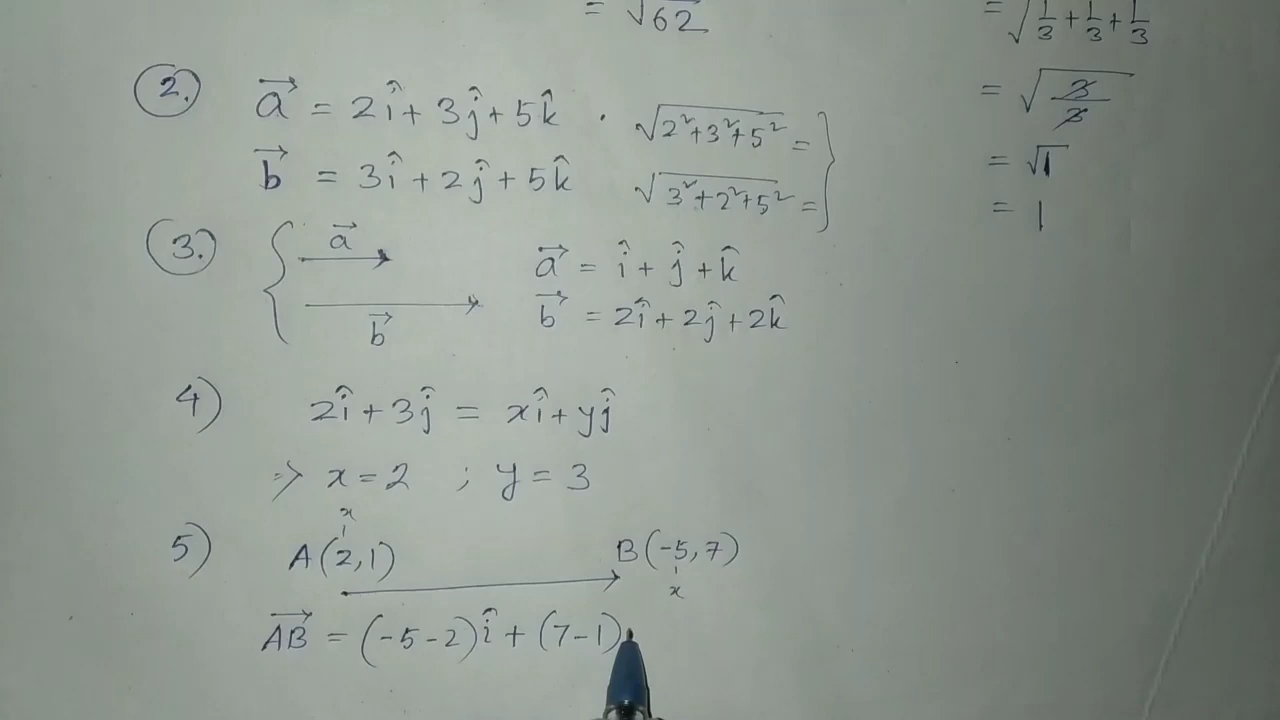 = √62
= √1/3 + 1/3 + 1/3
= √3/3
= √1
= 1
2. a⃗ = 2î + 3ĵ + 5k̂ . √2²+3²+5² =
b⃗ = 3î + 2ĵ + 5k̂ √3²+2²+5² =
3. a⃗ a⃗ = î + ĵ + k̂
b⃗ b⃗ = 2î + 2ĵ + 2k̂
4) 2î + 3ĵ = xî + yĵ
⇒ x = 2 ; y = 3
x
5) A(2,1) B(-5,7)
x
AB⃗ = (-5-2)î + (7-1)